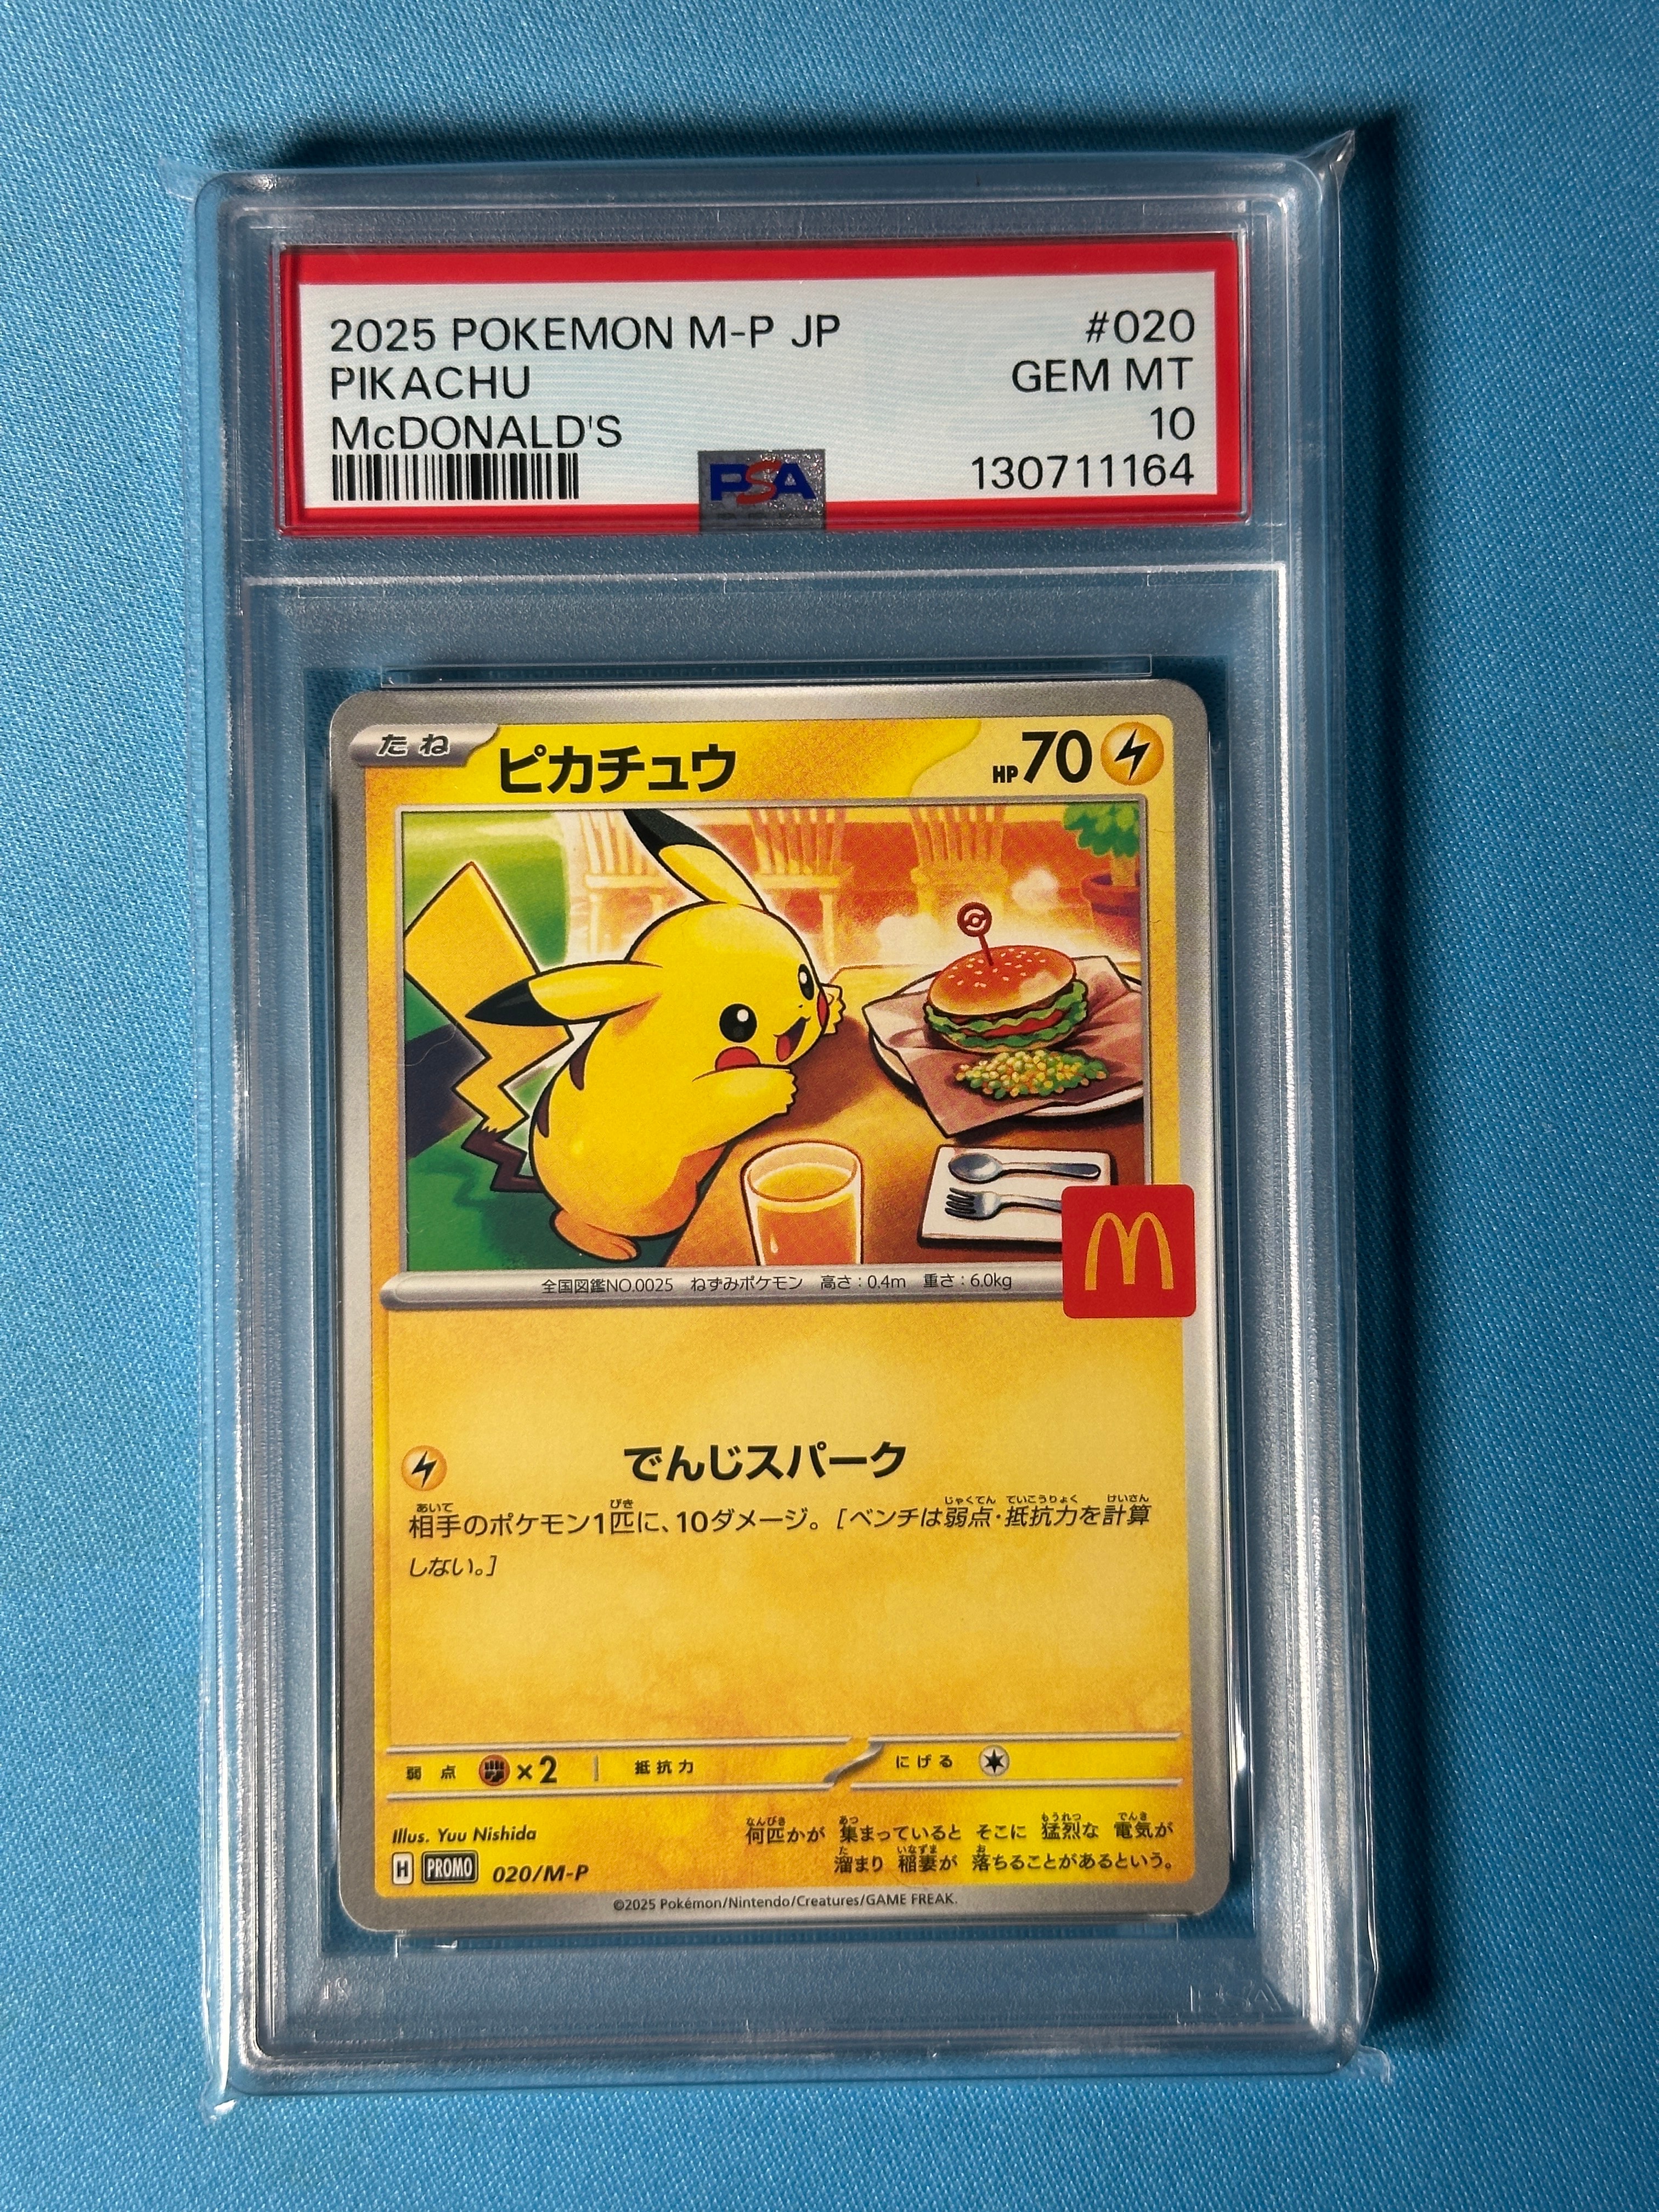 2025 POKEMON M-P JP #020
PIKACHU GEM MT
McDONALD'S 10
PSA 130711164
たね ピカチュウ HP70
全国図鑑NO.0025 ねずみポケモン 高さ：0.4m 重さ：6.0kg
でんじスパーク
相手のポケモン1匹に、10ダメージ。［ベンチは弱点・抵抗力を計算
しない。］
弱点 ×2 抵抗力 にげる
Illus. Yuu Nishida
何匹かが 集まっていると そこに 猛烈な 電気が
溜まり 稲妻が 落ちることがあるという。
H PROMO 020/M-P
©2025 Pokémon/Nintendo/Creatures/GAME FREAK.